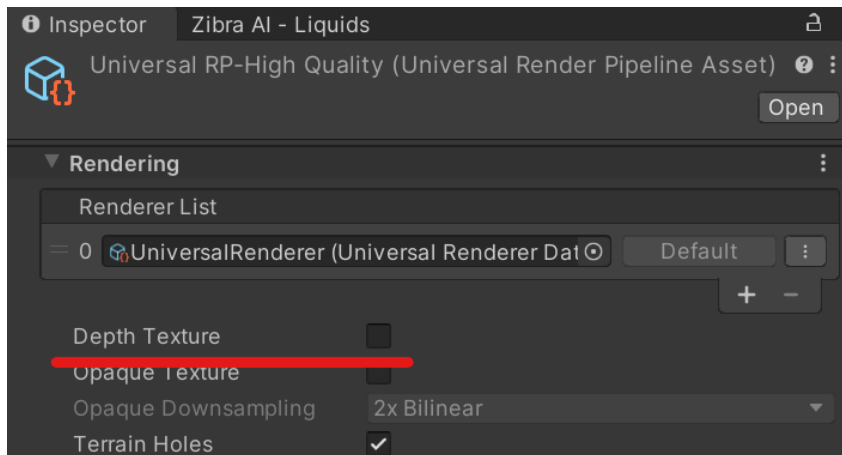 Inspector Zibra AI - Liquids
Universal RP-High Quality (Universal Render Pipeline Asset)
Open
Rendering
Renderer List
0 UniversalRenderer (Universal Renderer Dat Default
+ -
Depth Texture
Opaque Texture
Opaque Downsampling 2x Bilinear
Terrain Holes